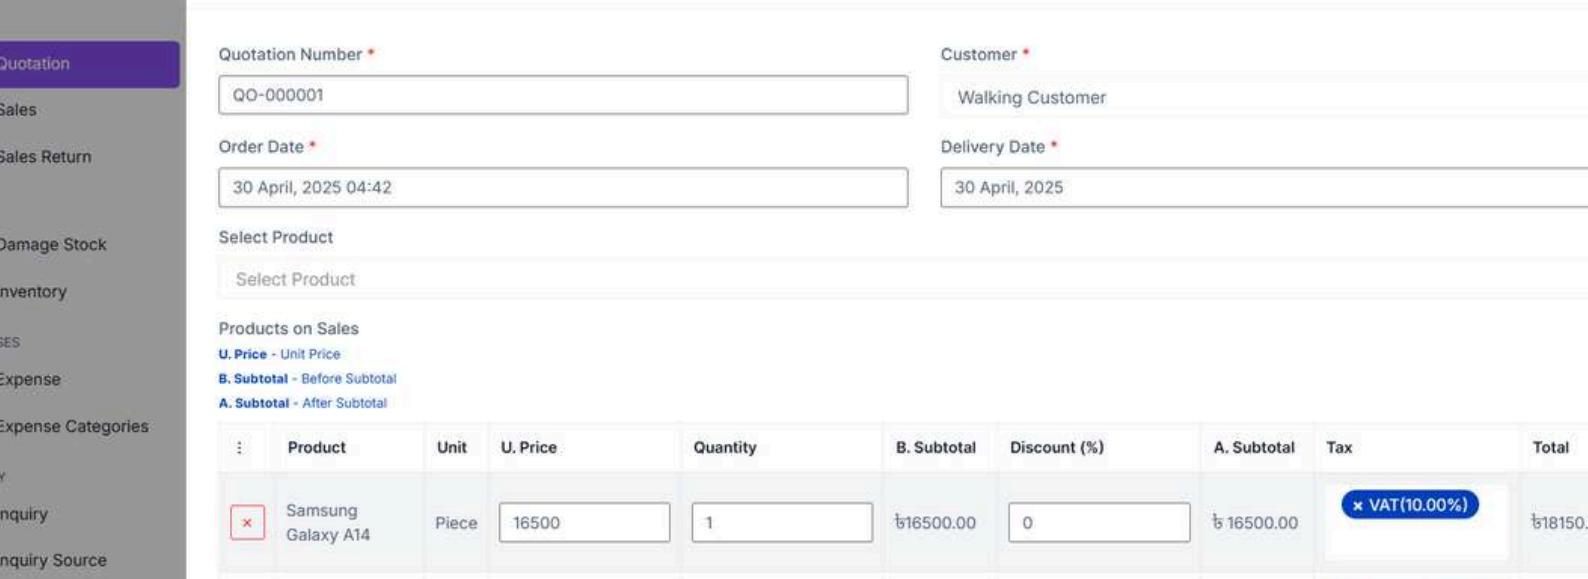 Quotation
Sales
Sales Return
Damage Stock
Inventory
Expense
Expense Categories
Inquiry
Inquiry Source
Quotation Number *
QO-000001
Customer *
Walking Customer
Order Date *
30 April, 2025 04:42
Delivery Date *
30 April, 2025
Select Product
Select Product
Products on Sales
U. Price - Unit Price
B. Subtotal - Before Subtotal
A. Subtotal - After Subtotal
Product Unit U. Price Quantity B. Subtotal Discount (%) A. Subtotal Tax Total
× Samsung Galaxy A14 Piece 16500 1 ৳16500.00 0 ৳ 16500.00 × VAT(10.00%) ৳18150.